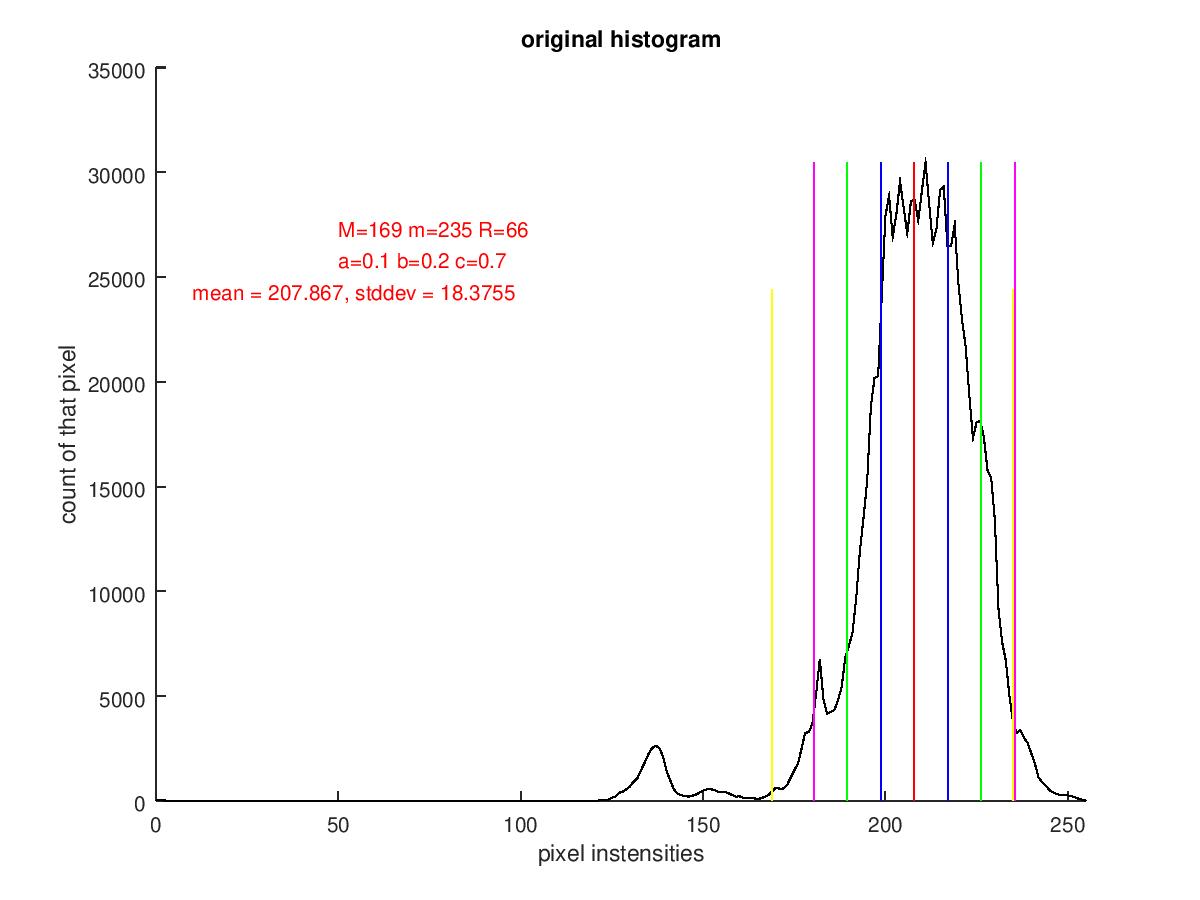 original histogram
35000
30000
25000
20000
15000
10000
5000
0
count of that pixel
M=169 m=235 R=66
a=0.1 b=0.2 c=0.7
mean = 207.867, stddev = 18.3755
0 50 100 150 200 250
pixel instensities